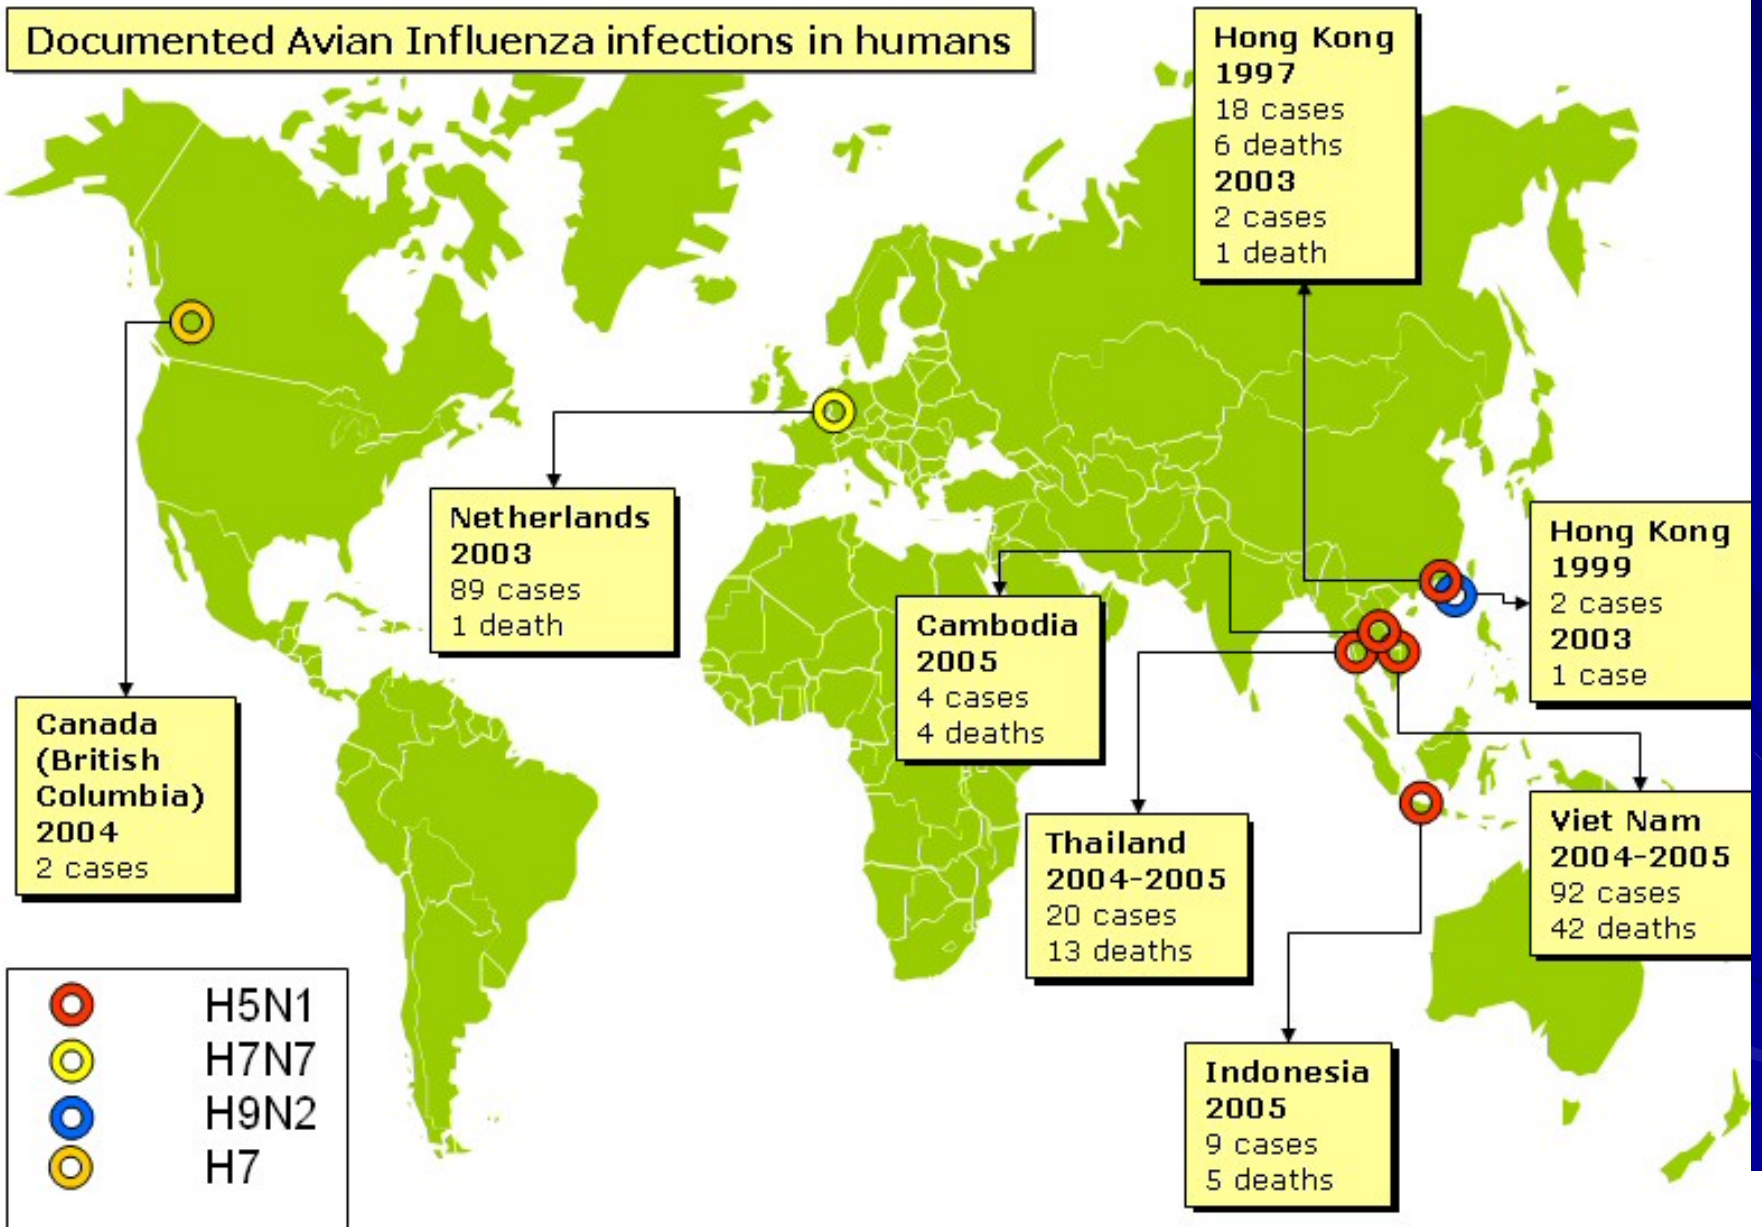 Documented Avian Influenza infections in humans
Hong Kong
1997
18 cases
6 deaths
2003
2 cases
1 death
Netherlands
2003
89 cases
1 death
Hong Kong
1999
2 cases
2003
1 case
Cambodia
2005
4 cases
4 deaths
Canada
(British
Columbia)
2004
2 cases
Thailand
2004-2005
20 cases
13 deaths
Viet Nam
2004-2005
92 cases
42 deaths
Indonesia
2005
9 cases
5 deaths
H5N1
H7N7
H9N2
H7